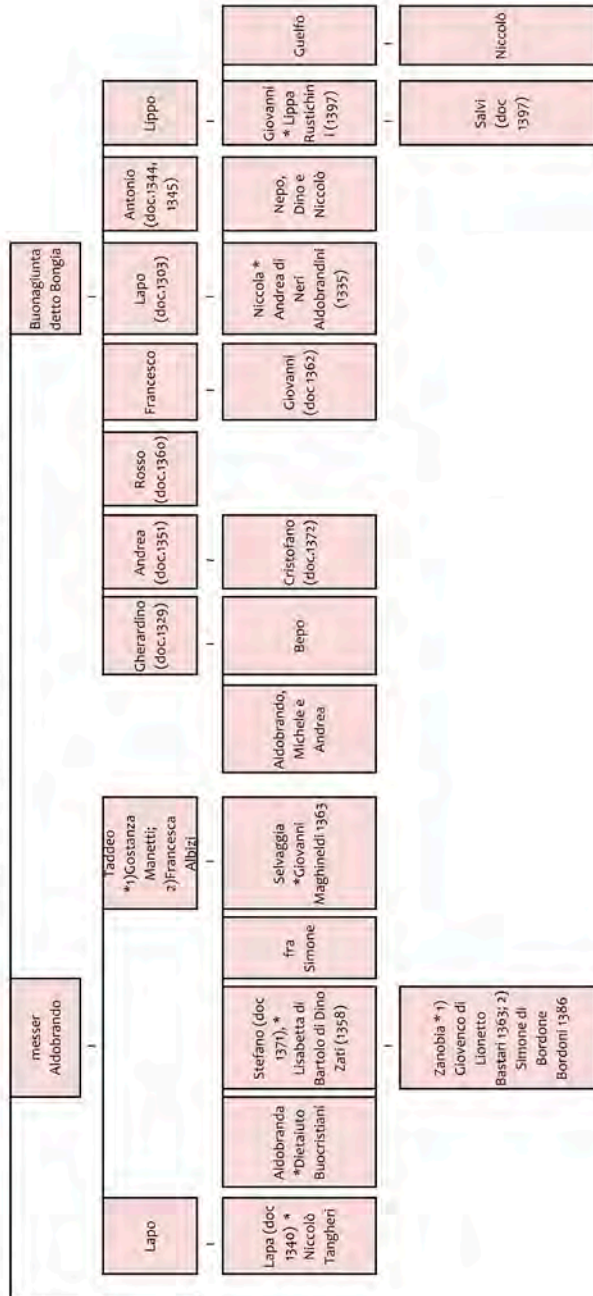 Guelfo
Niccolò
Lippo
Giovanni
* Lippa
Rustichin
i (1397)
Salvi
(doc
1397)
Antonio
(doc.1344,
1345)
Nepo,
Dino e
Niccolò
Buonagiunta
detto Bongia
Lapo
(doc.1303)
Niccola *
Andrea di
Neri
Aldobrandini
(1335)
Francesco
Giovanni
(doc 1362)
Rosso
(doc.1360)
Andrea
(doc.1351)
Cristofano
(doc.1372)
Gherardino
(doc.1329)
Bepo
Aldobrando,
Michele e
Andrea
Taddeo
*1)Gostanza
Manetti;
2)Francesca
Albizi
Selvaggia
*Giovanni
Maghineldi 1363
fra
Simone
messer
Aldobrando
Stefano (doc
1371), *
Lisabetta di
Bartolo di Dino
Zati (1358)
Zanobia * 1)
Giovenco di
Lionetto
Bastari 1363; 2)
Simone di
Bordone
Bordoni 1386
Aldobranda
*Dietaiuto
Buocristiani
Lapo
Lapa (doc
1340) *
Niccolò
Tangheri